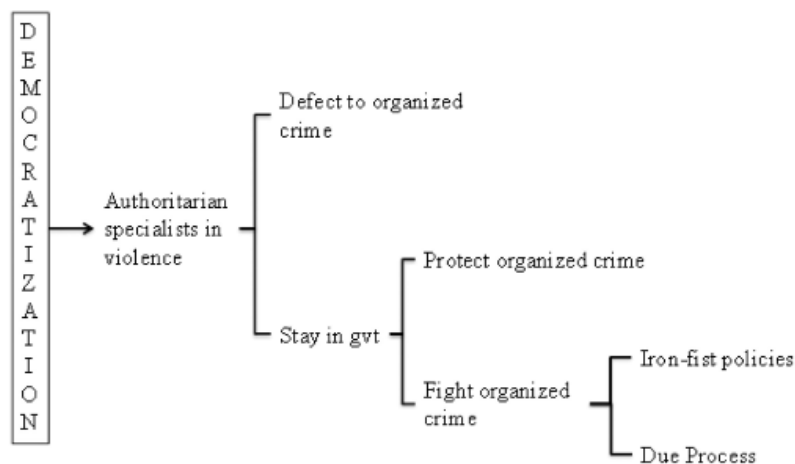 DEMOCRATIZATION
Authoritarian
specialists in
violence
Defect to organized
crime
Stay in gvt
Protect organized crime
Fight organized
crime
Iron-fist policies
Due Process